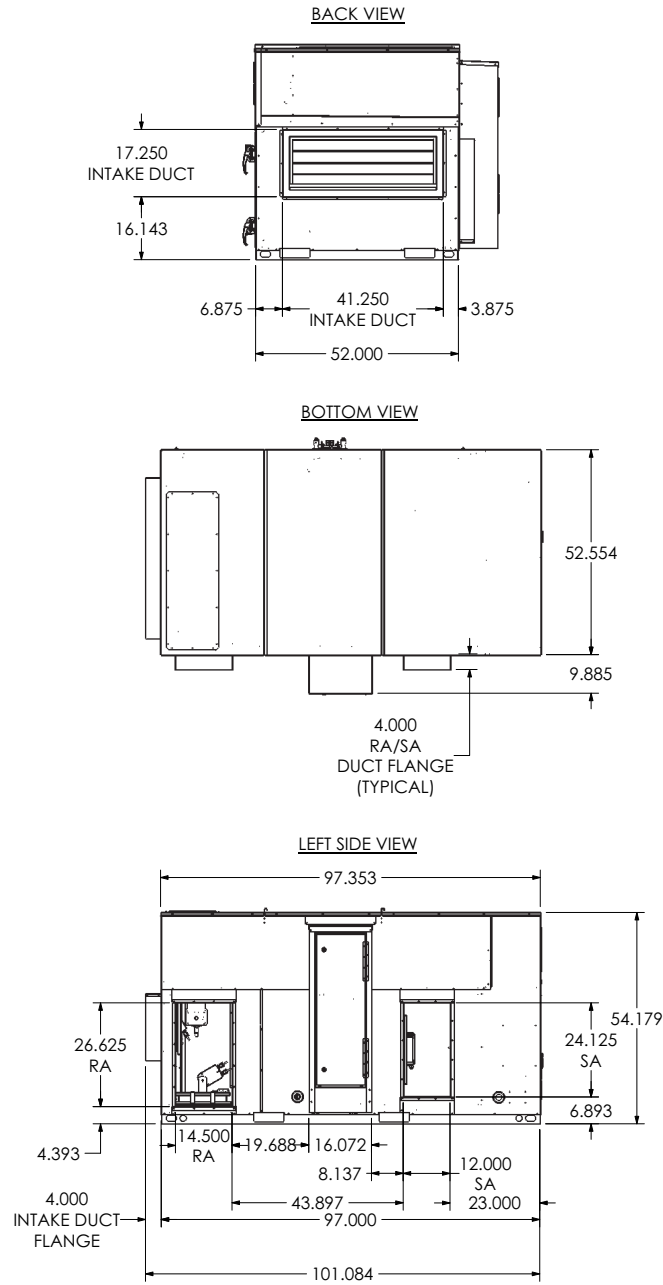 BACK VIEW
17.250
INTAKE DUCT
16.143
6.875
41.250
INTAKE DUCT
3.875
52.000
BOTTOM VIEW
52.554
9.885
4.000
RA/SA
DUCT FLANGE
(TYPICAL)
LEFT SIDE VIEW
97.353
26.625
RA
54.179
24.125
SA
6.893
4.393
14.500
RA
19.688
16.072
8.137
12.000
SA
23.000
43.897
4.000
INTAKE DUCT
FLANGE
97.000
101.084